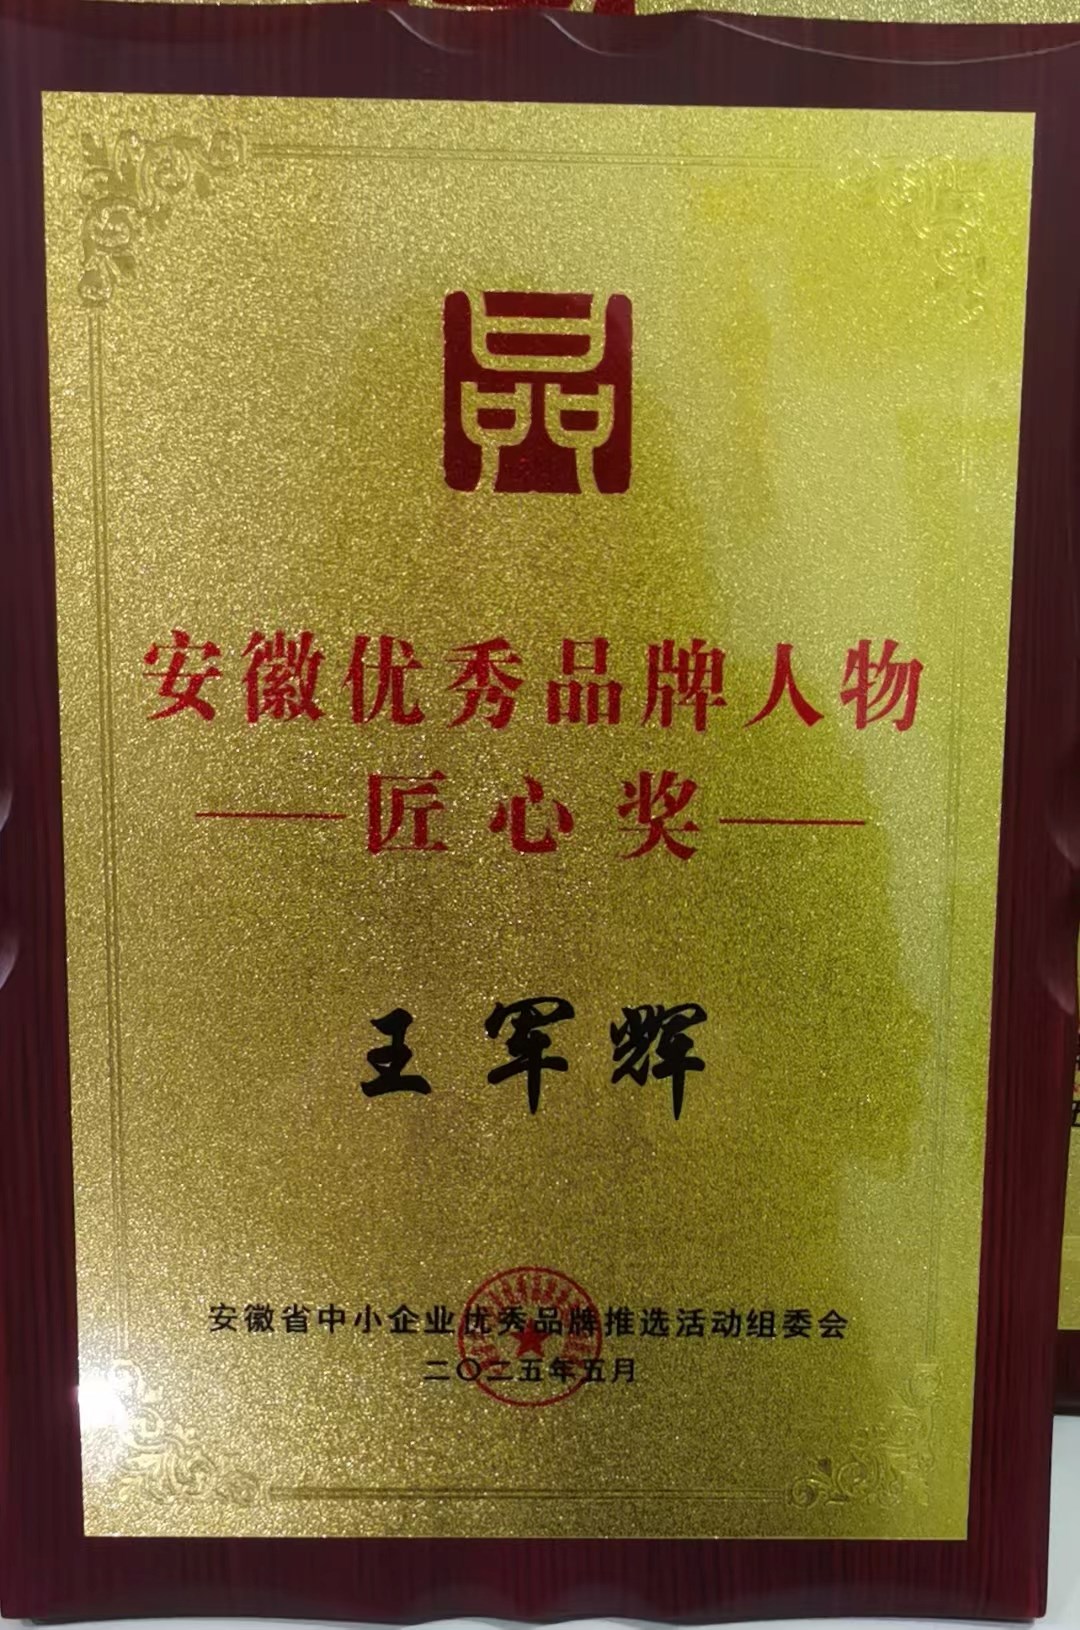 品
安徽优秀品牌人物
匠心奖
王军辉
安徽省中小企业优秀品牌推选活动组委会
二〇二五年五月